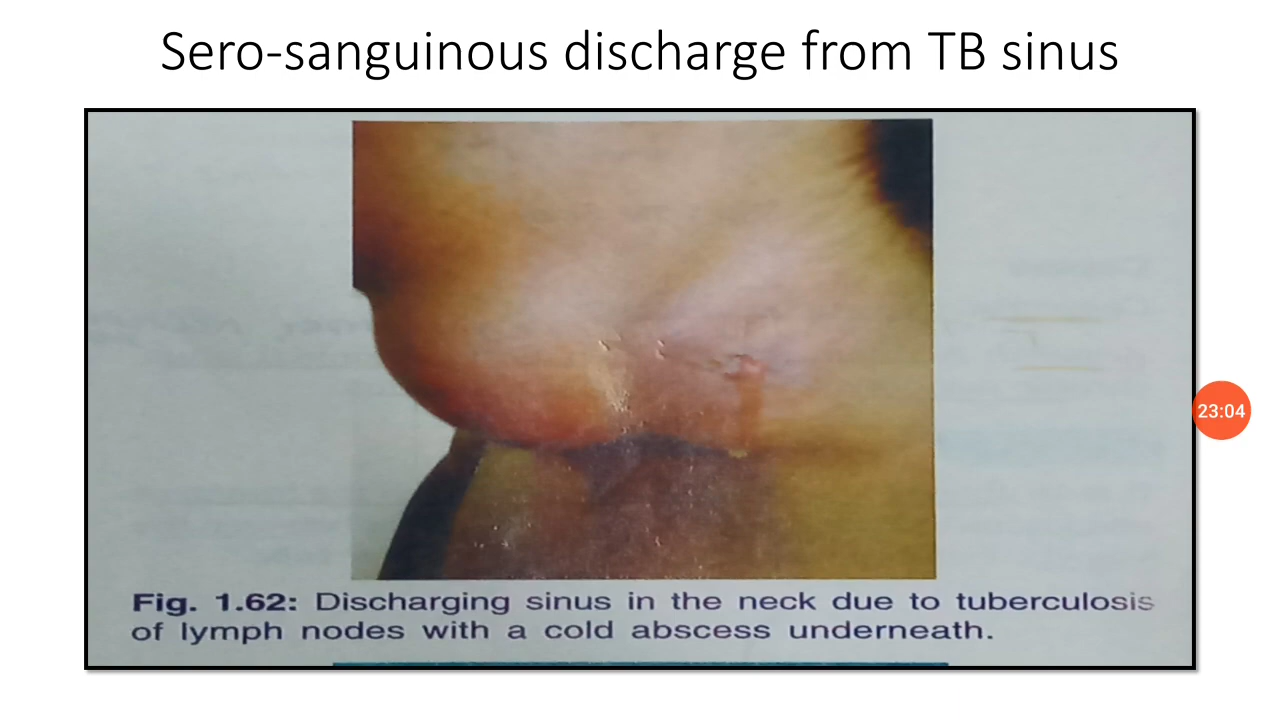 Sero-sanguinous discharge from TB sinus
23:04
Fig. 1.62: Discharging sinus in the neck due to tuberculosis
of lymph nodes with a cold abscess underneath.